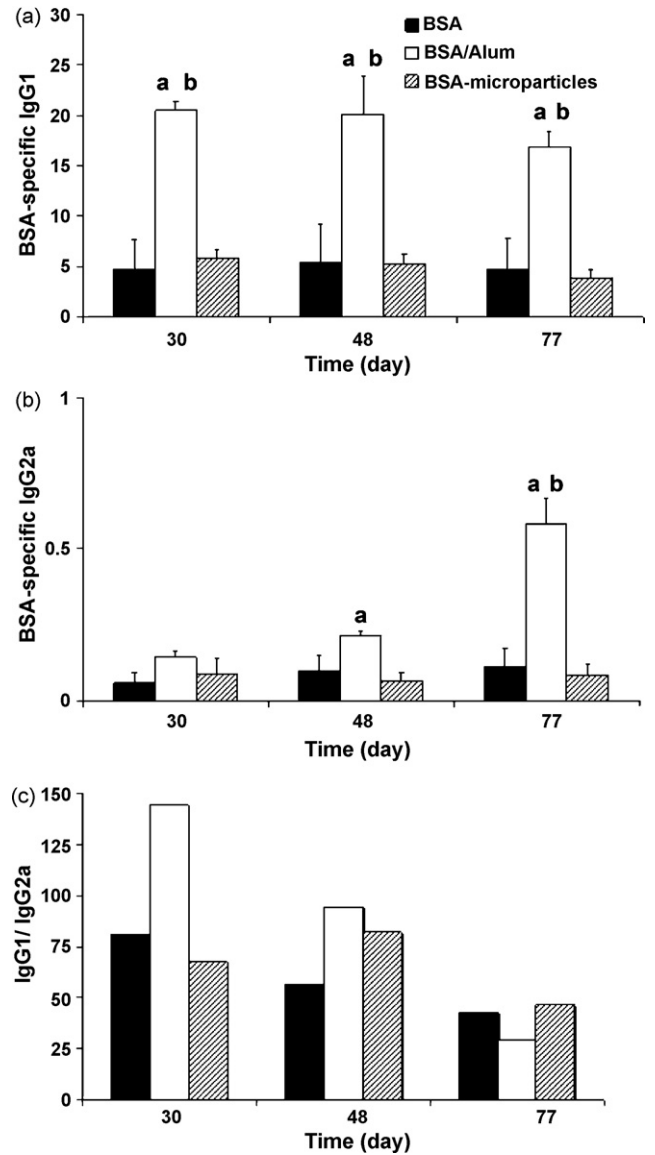 (a)
30
25
20
15
10
5
0
BSA-specific IgG1
a b
a b
a b
BSA
BSA/Alum
BSA-microparticles
30 48 77
Time (day)
(b)
1
0.5
0
BSA-specific IgG2a
a
a b
30 48 77
Time (day)
(c)
150
125
100
75
50
25
0
IgG1/ IgG2a
30 48 77
Time (day)